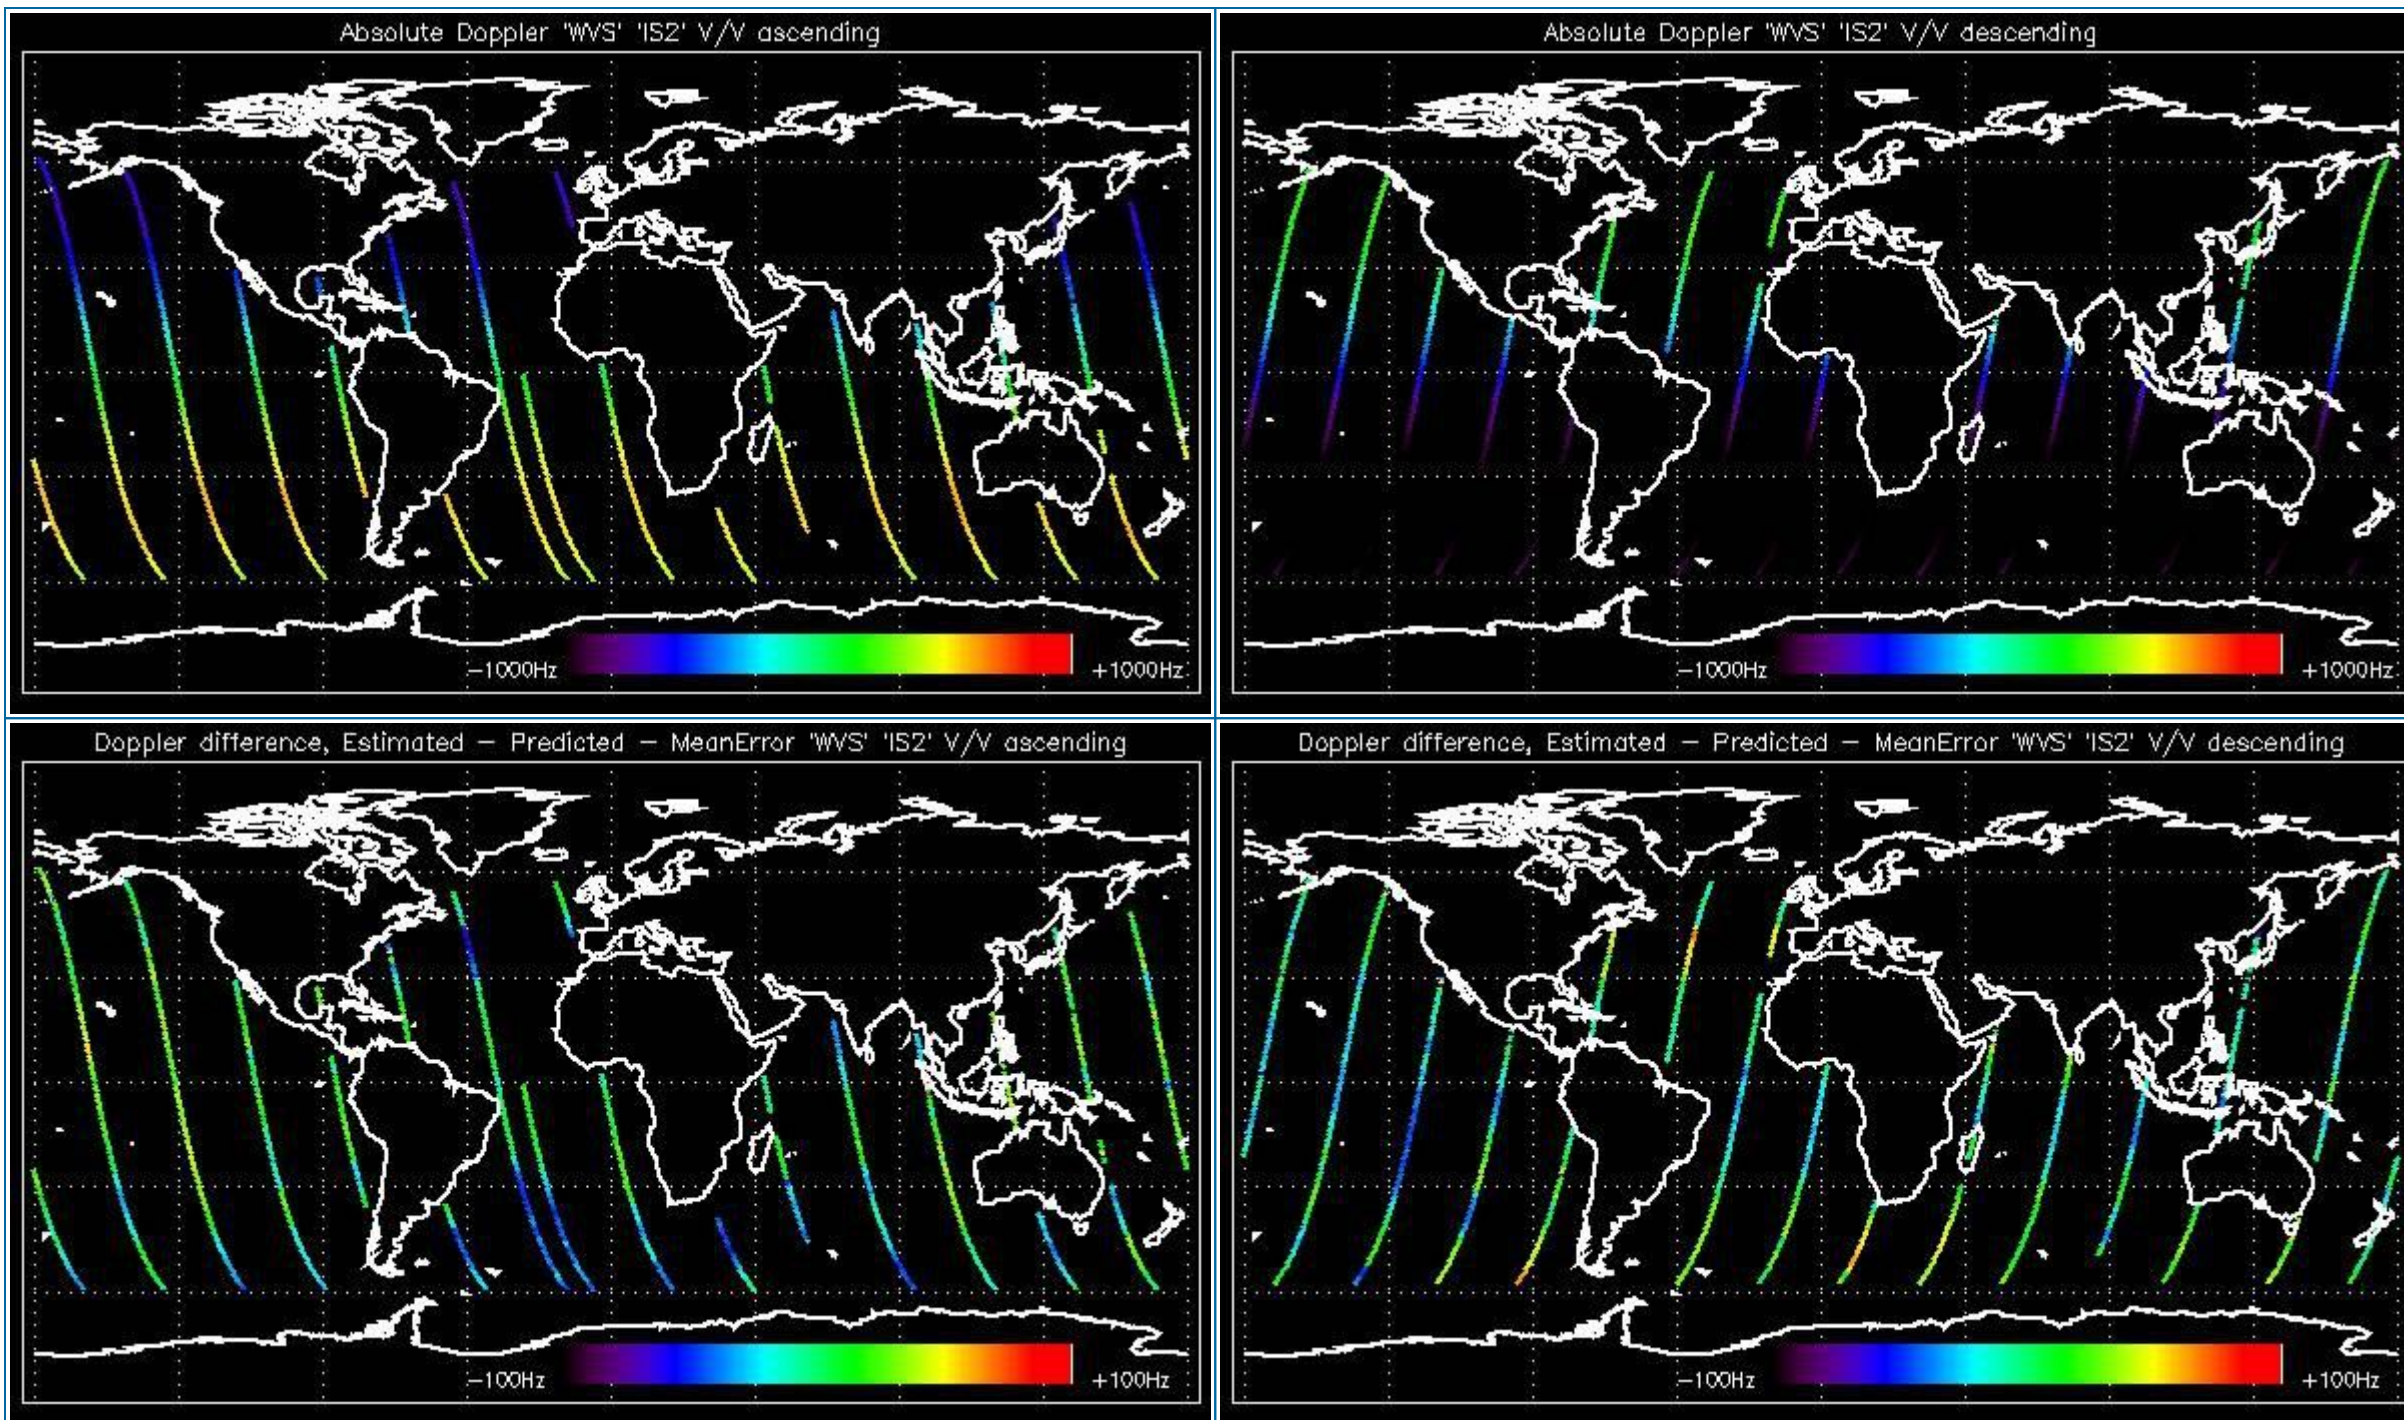 Absolute Doppler 'WVS' 'IS2' V/V ascending
-1000Hz
+1000Hz
Absolute Doppler 'WVS' 'IS2' V/V descending
-1000Hz
+1000Hz
Doppler difference, Estimated - Predicted - MeanError 'WVS' 'IS2' V/V ascending
-100Hz
+100Hz
Doppler difference, Estimated - Predicted - MeanError 'WVS' 'IS2' V/V descending
-100Hz
+100Hz